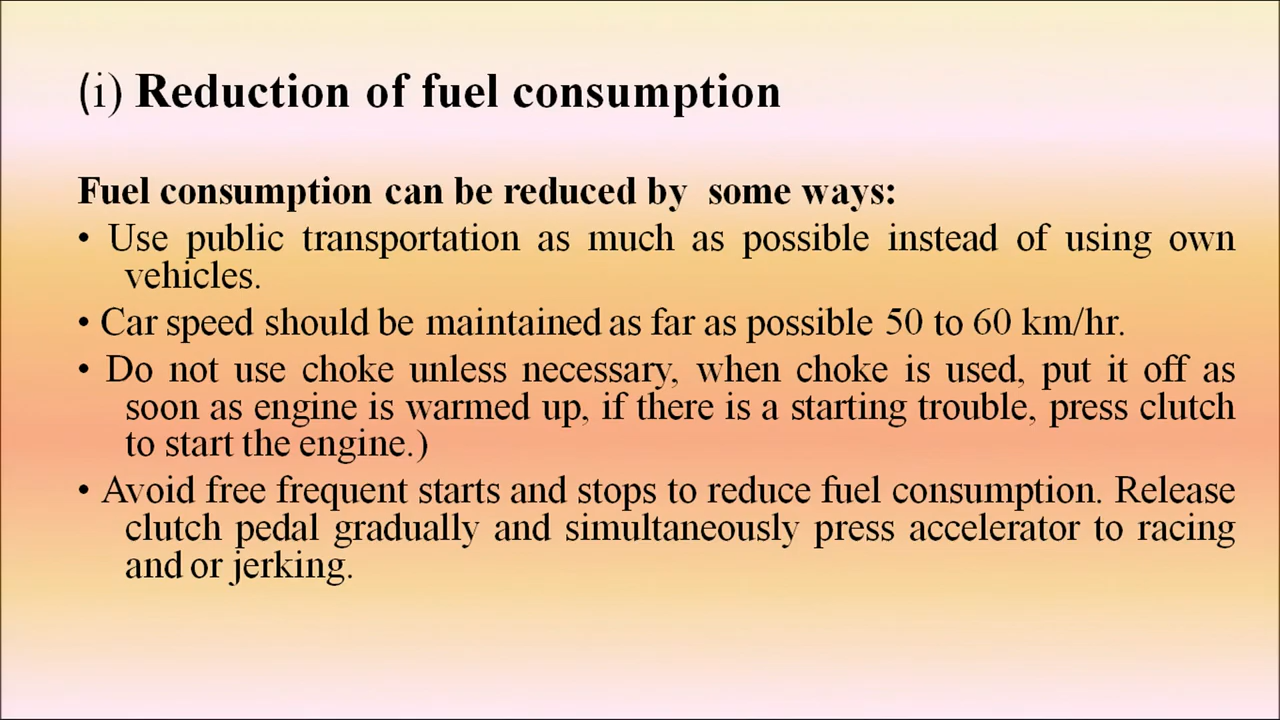 (i) Reduction of fuel consumption
Fuel consumption can be reduced by some ways:
• Use public transportation as much as possible instead of using own
vehicles.
• Car speed should be maintained as far as possible 50 to 60 km/hr.
• Do not use choke unless necessary, when choke is used, put it off as
soon as engine is warmed up, if there is a starting trouble, press clutch
to start the engine.)
• Avoid free frequent starts and stops to reduce fuel consumption. Release
clutch pedal gradually and simultaneously press accelerator to racing
and or jerking.